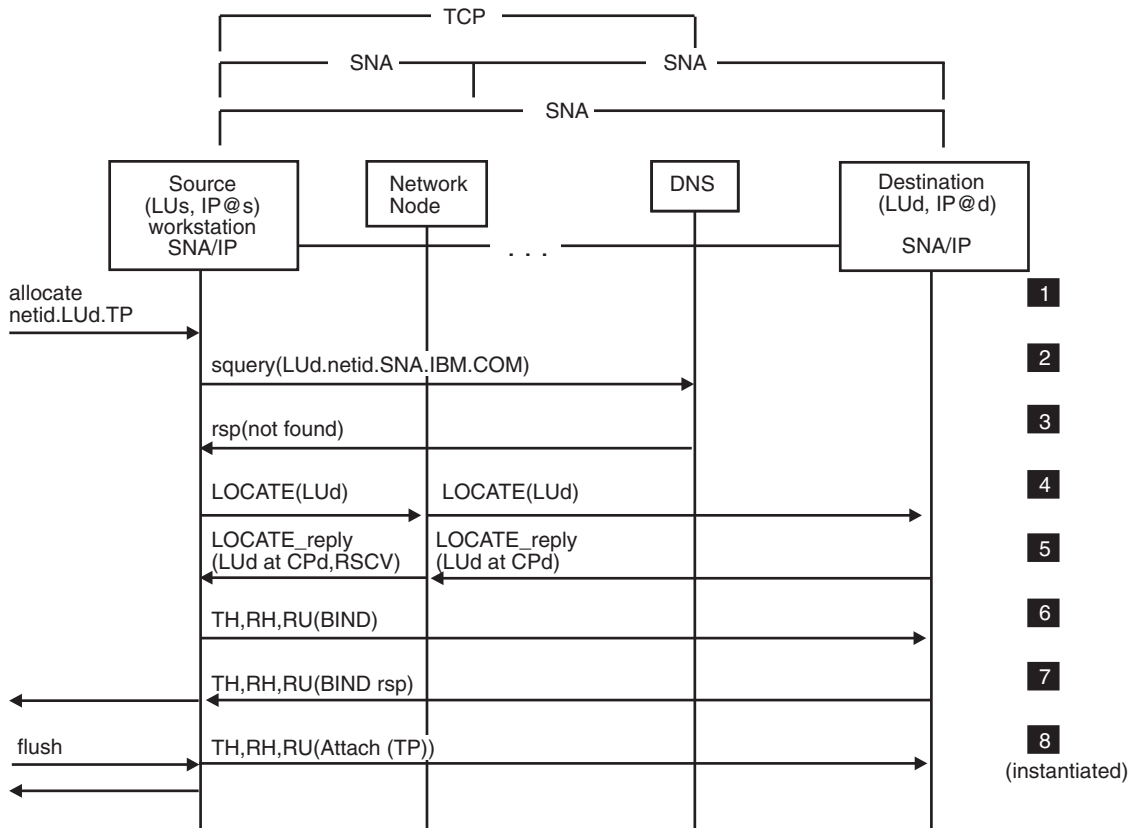 TCP
SNA
SNA
SNA
Source
(LUs, IP@s)
workstation
SNA/IP
Network
Node
DNS
Destination
(LUd, IP@d)
SNA/IP
. . .
allocate
netid.LUd.TP
1
squery(LUd.netid.SNA.IBM.COM)
2
rsp(not found)
3
LOCATE(LUd)
LOCATE(LUd)
4
LOCATE_reply
(LUd at CPd,RSCV)
LOCATE_reply
(LUd at CPd)
5
TH,RH,RU(BIND)
6
TH,RH,RU(BIND rsp)
7
flush
TH,RH,RU(Attach (TP))
8
(instantiated)